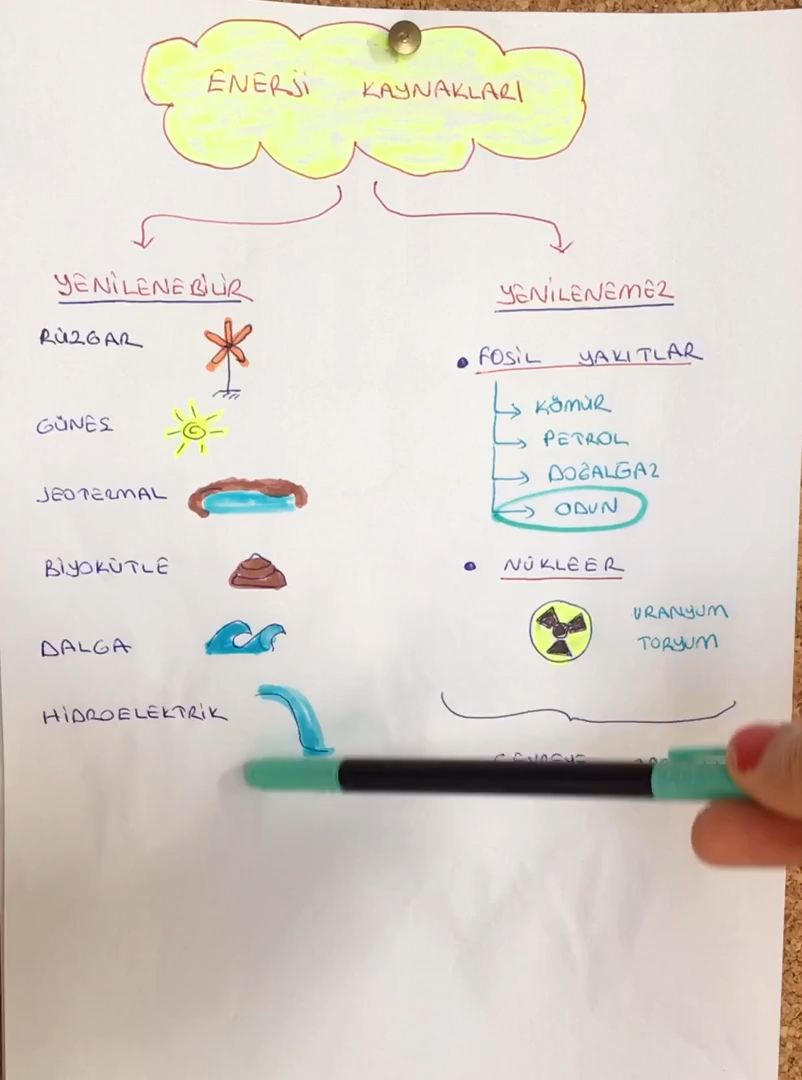 ENERJİ KAYNAKLARI
YENİLENEBİLİR
RÜZGAR
GÜNEŞ
JEOTERMAL
BİYOKÜTLE
DALGA
HİDROELEKTRİK
YENİLENEMEZ
• FOSİL YAKITLAR
KÖMÜR
PETROL
DOĞALGAZ
ODUN
• NÜKLEER
URANYUM
TORYUM